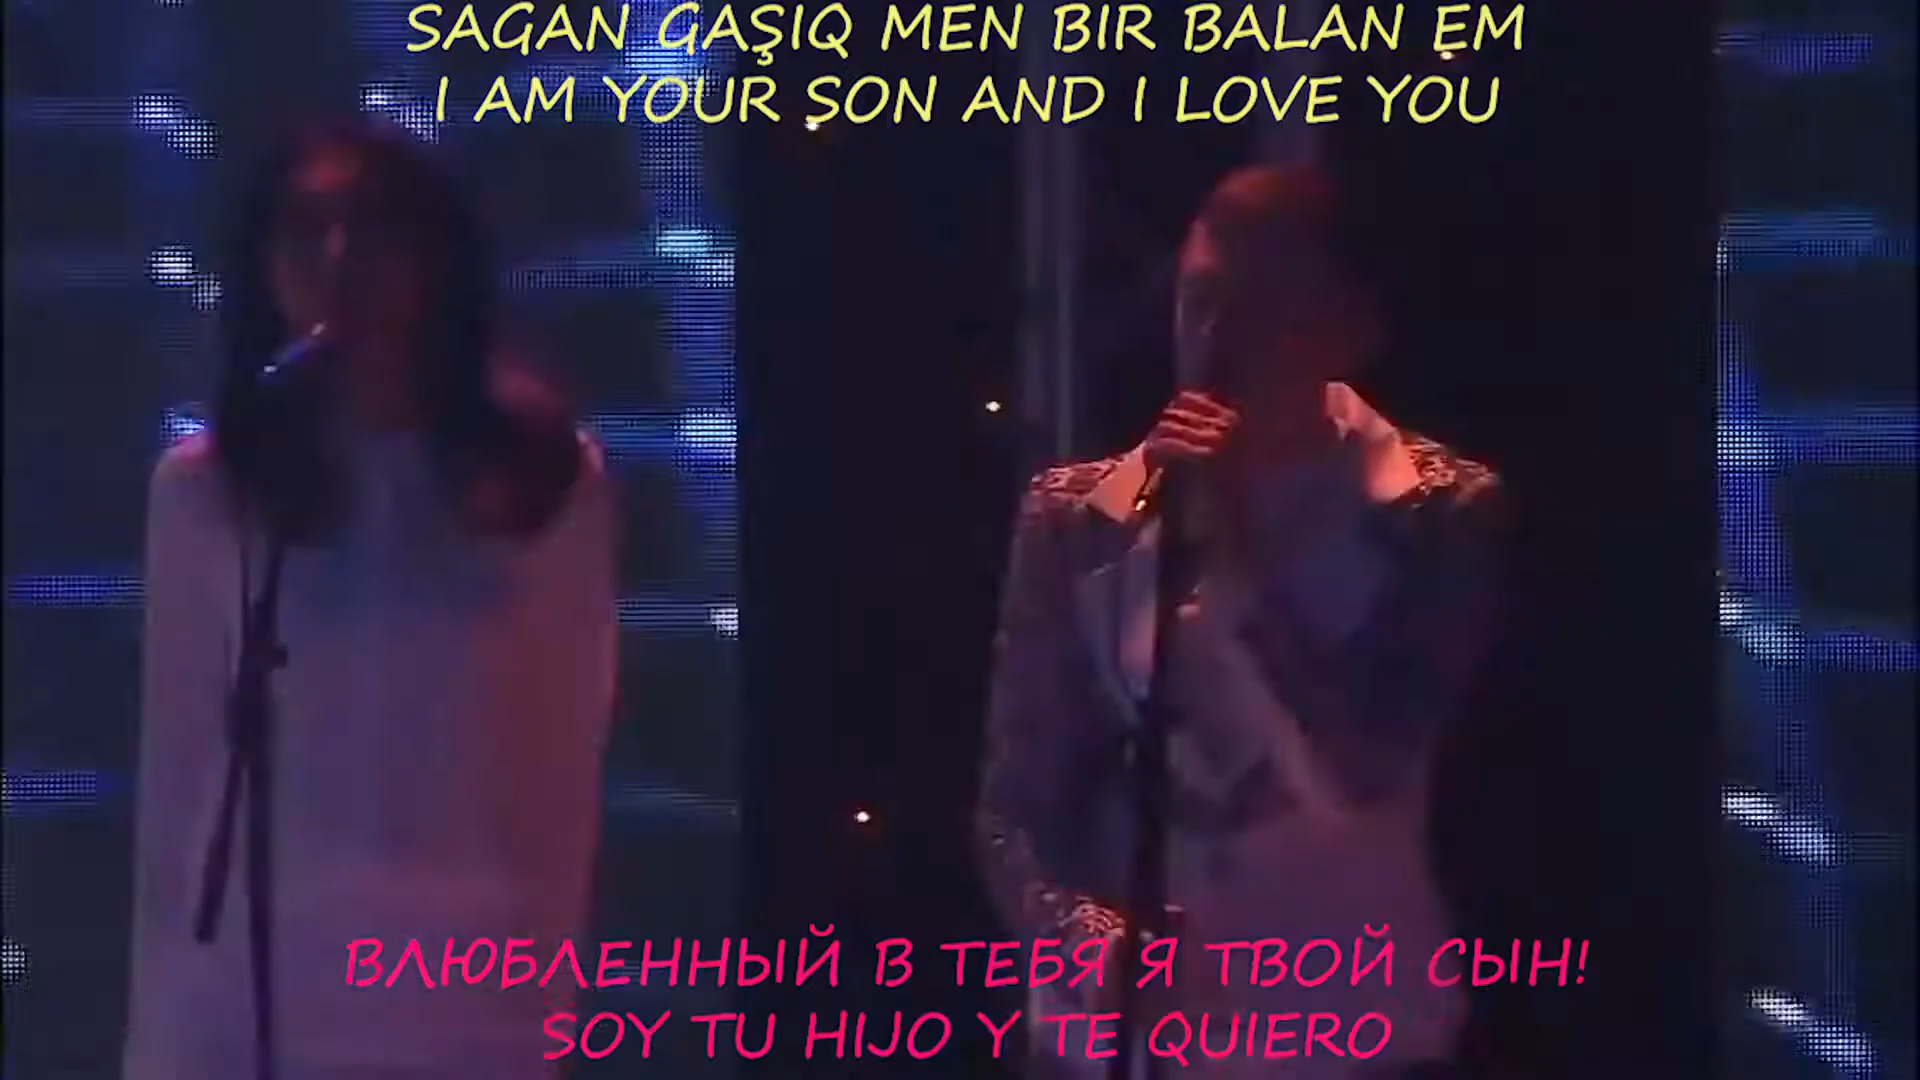 SAGAN GAŞIQ MEN BIR BALAN EM
I AM YOUR SON AND I LOVE YOU
ВЛЮБЛЕННЫЙ В ТЕБЯ Я ТВОЙ СЫН!
SOY TU HIJO Y TE QUIERO